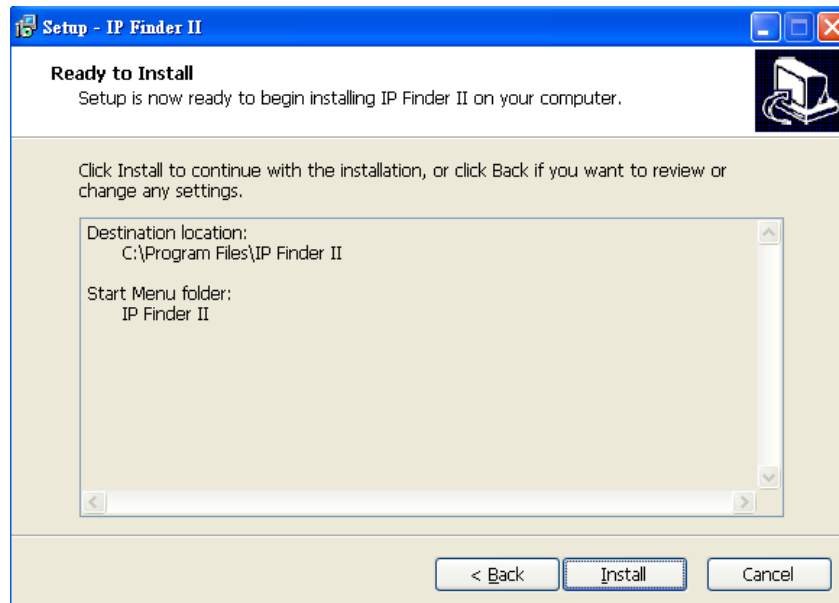 Setup - IP Finder II
Ready to Install
Setup is now ready to begin installing IP Finder II on your computer.
Click Install to continue with the installation, or click Back if you want to review or
change any settings.
Destination location:
C:\Program Files\IP Finder II
Start Menu folder:
IP Finder II
< Back
Install
Cancel